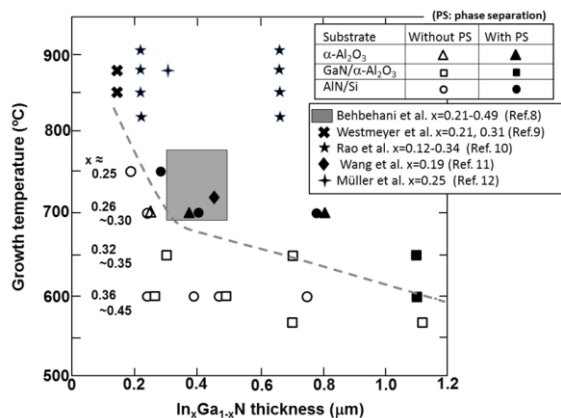 (PS: phase separation)
Substrate Without PS With PS
α-Al₂O₃
GaN/α-Al₂O₃
AlN/Si
Behbehani et al. x=0.21-0.49 (Ref.8)
Westmeyer et al. x=0.21, 0.31 (Ref.9)
Rao et al. x=0.12-0.34 (Ref. 10)
Wang et al. x=0.19 (Ref. 11)
Müller et al. x=0.25 (Ref. 12)
Growth temperature (ºC)
900
800
700
600
500
x ≈
0.25
0.26
~0.30
0.32
~0.35
0.36
~0.45
0 0.2 0.4 0.6 0.8 1.0 1.2
InₓGa₁₋ₓN thickness (μm)